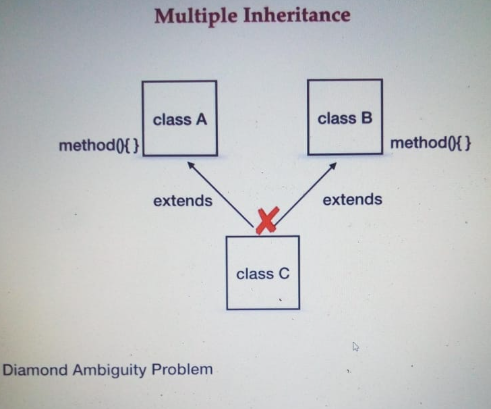 Multiple Inheritance
class A
class B
method(){ }
method(){ }
extends
extends
class C
Diamond Ambiguity Problem